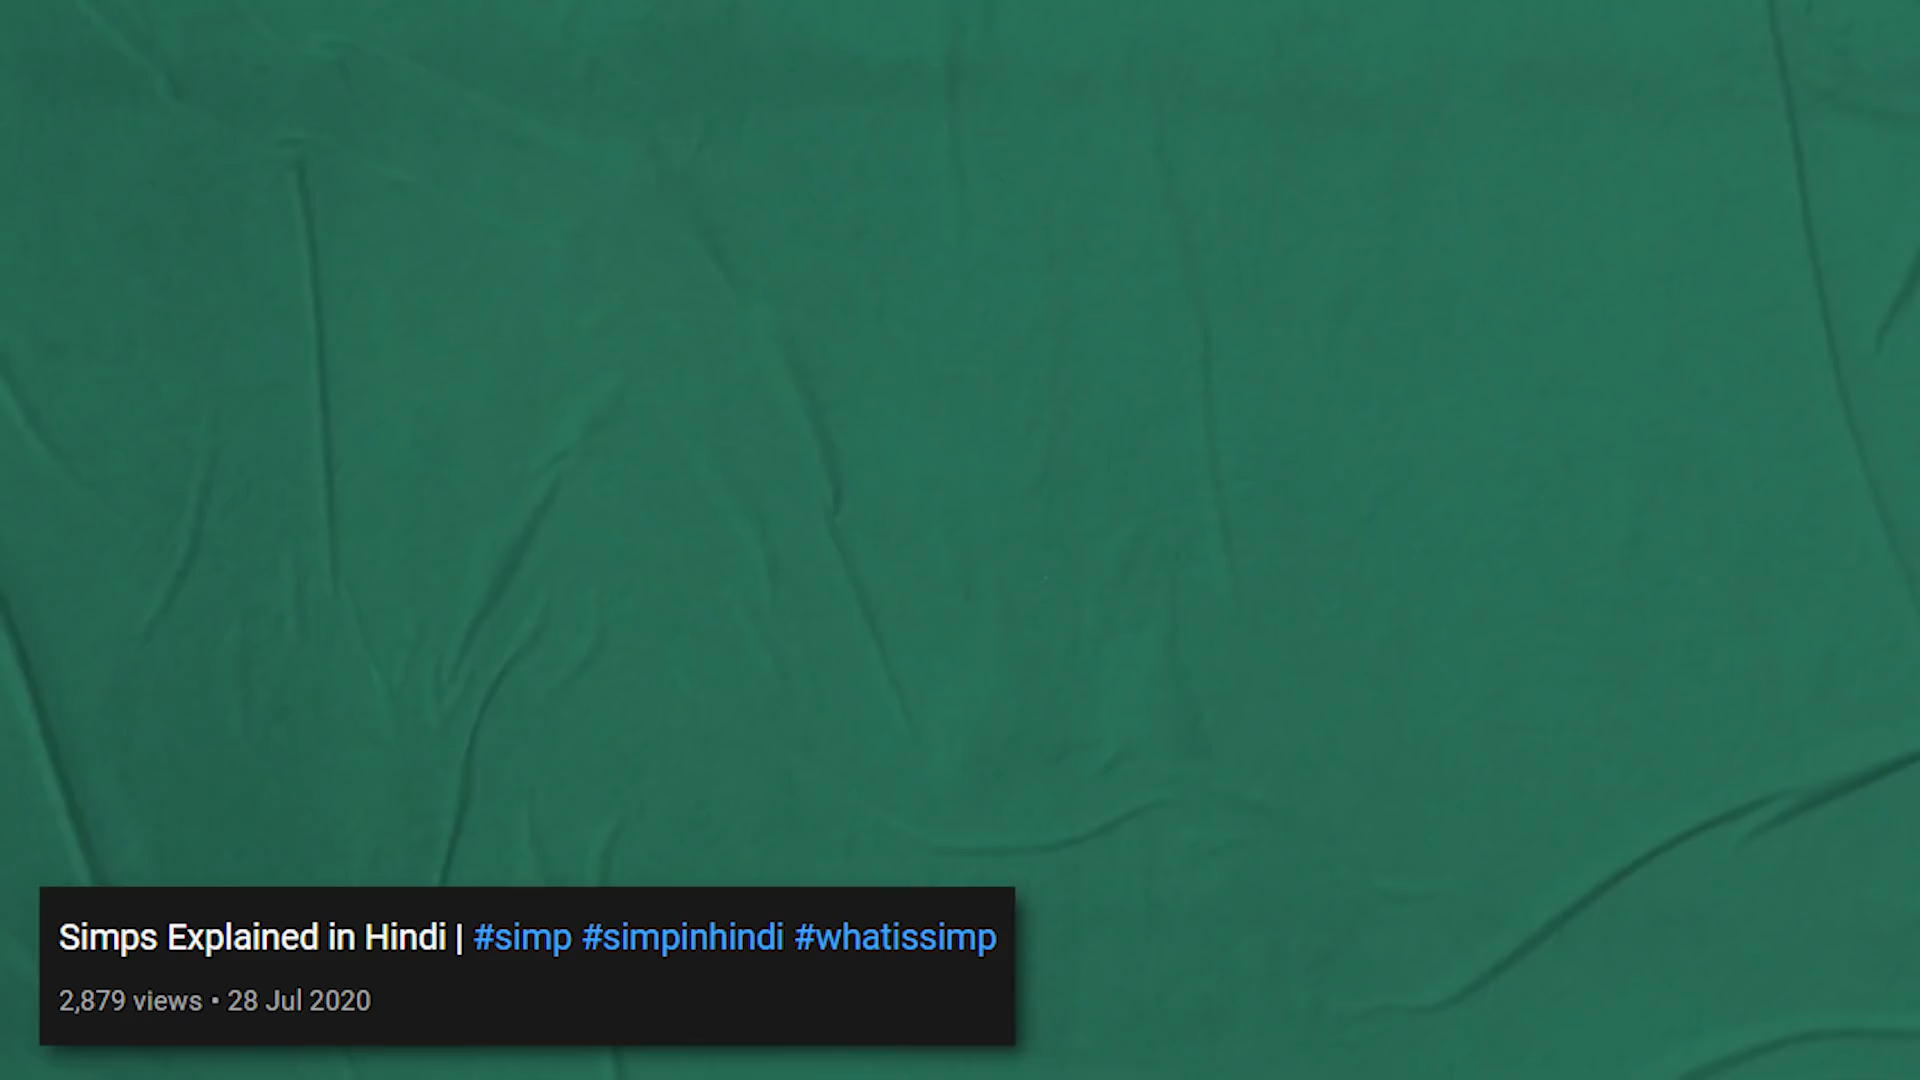 Simps Explained in Hindi | #simp #simpinhindi #whatissimp
2,879 views • 28 Jul 2020